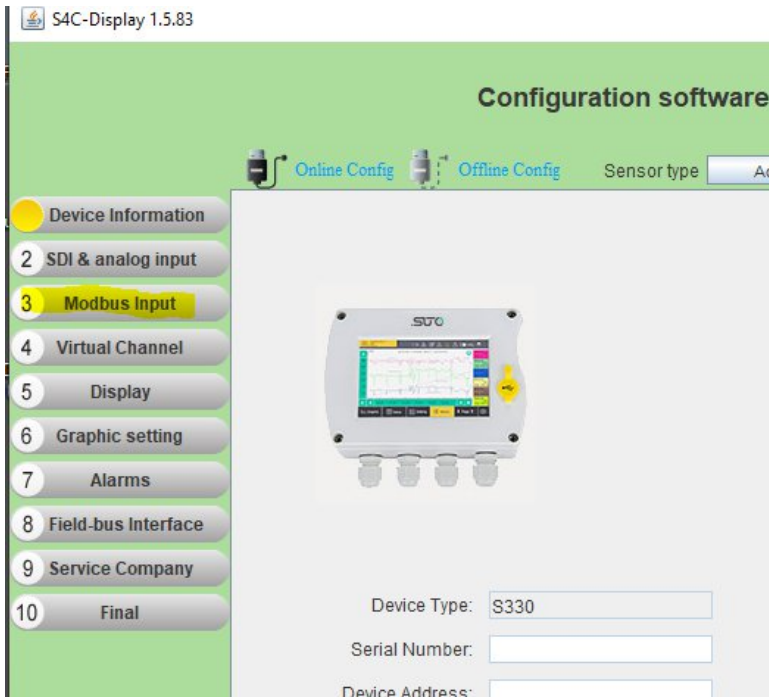 S4C-Display 1.5.83
Configuration software
Online Config Offline Config Sensor type
Device Information
2 SDI & analog input
3 Modbus Input
4 Virtual Channel
5 Display
6 Graphic setting
7 Alarms
8 Field-bus Interface
9 Service Company
10 Final
SUTO
Device Type: S330
Serial Number:
Device Address: